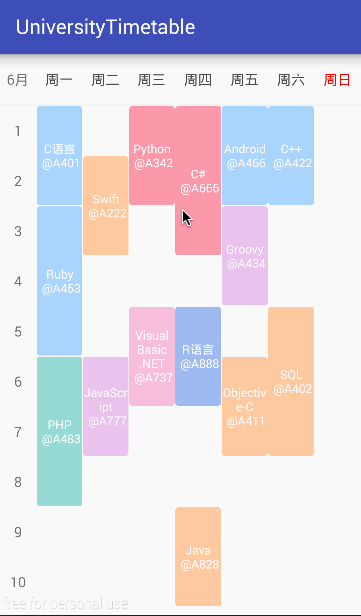 UniversityTimetable
6月 周一 周二 周三 周四 周五 周六 周日
1
C语言
@A401
Python
@A342
Android
@A466
C++
@A422
2
Swift
@A222
C#
@A666
3
Ruby
@A453
Groovy
@A434
4
5
Visual
Basic
.NET
@A737
R语言
@A888
6
PHP
@A483
JavaScr
ipt
@A777
Objectiv
e-C
@A411
SQL
@A402
7
8
9
Java
@A828
10
free for personal use